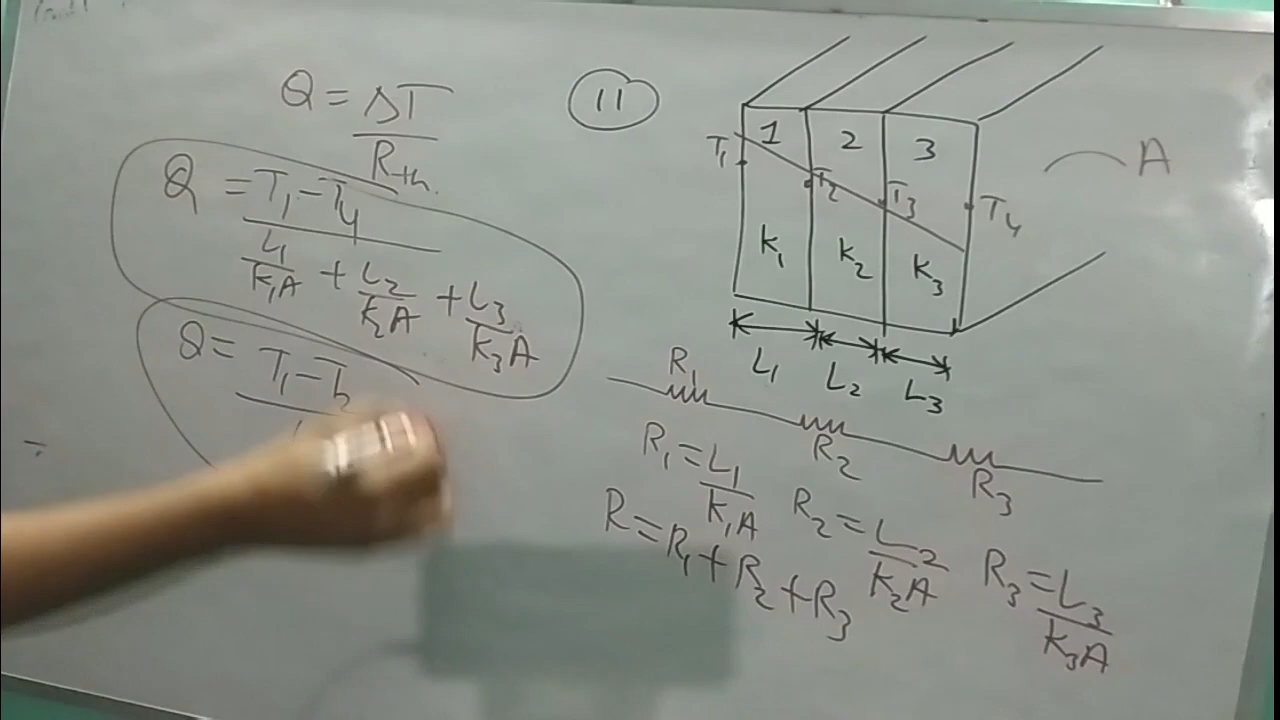 Q = ΔT / Rth.
Q = T₁ - T₄ / L₁/K₁A + L₂/K₂A + L₃/K₃A
Q = T₁ - T₂
11
1 2 3
T₁ T₂ T₃ T₄
A
K₁ K₂ K₃
L₁ L₂ L₃
R₁ R₂ R₃
R₁ = L₁/K₁A
R₂ = L₂/K₂A
R₃ = L₃/K₃A
R = R₁ + R₂ + R₃